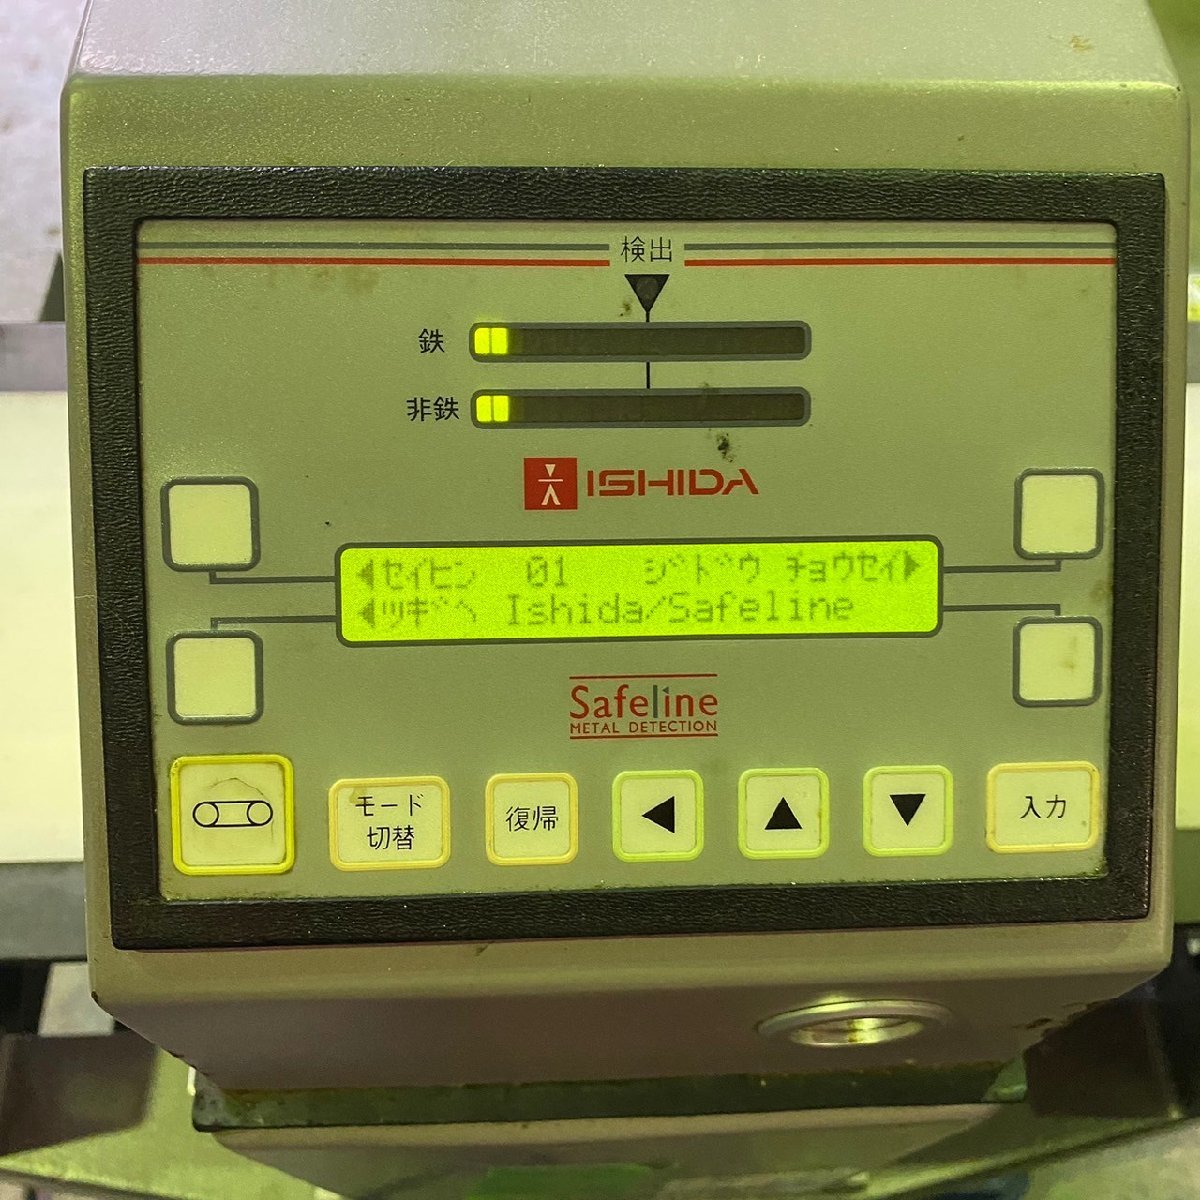 検出
鉄
非鉄
ISHIDA
◀セイヒン 01 ジドウ チョウセイ▶
◀ツギヘ Ishida/Safeline
Safeline
METAL DETECTION
モード
切替
復帰
◀
▲
▼
入力